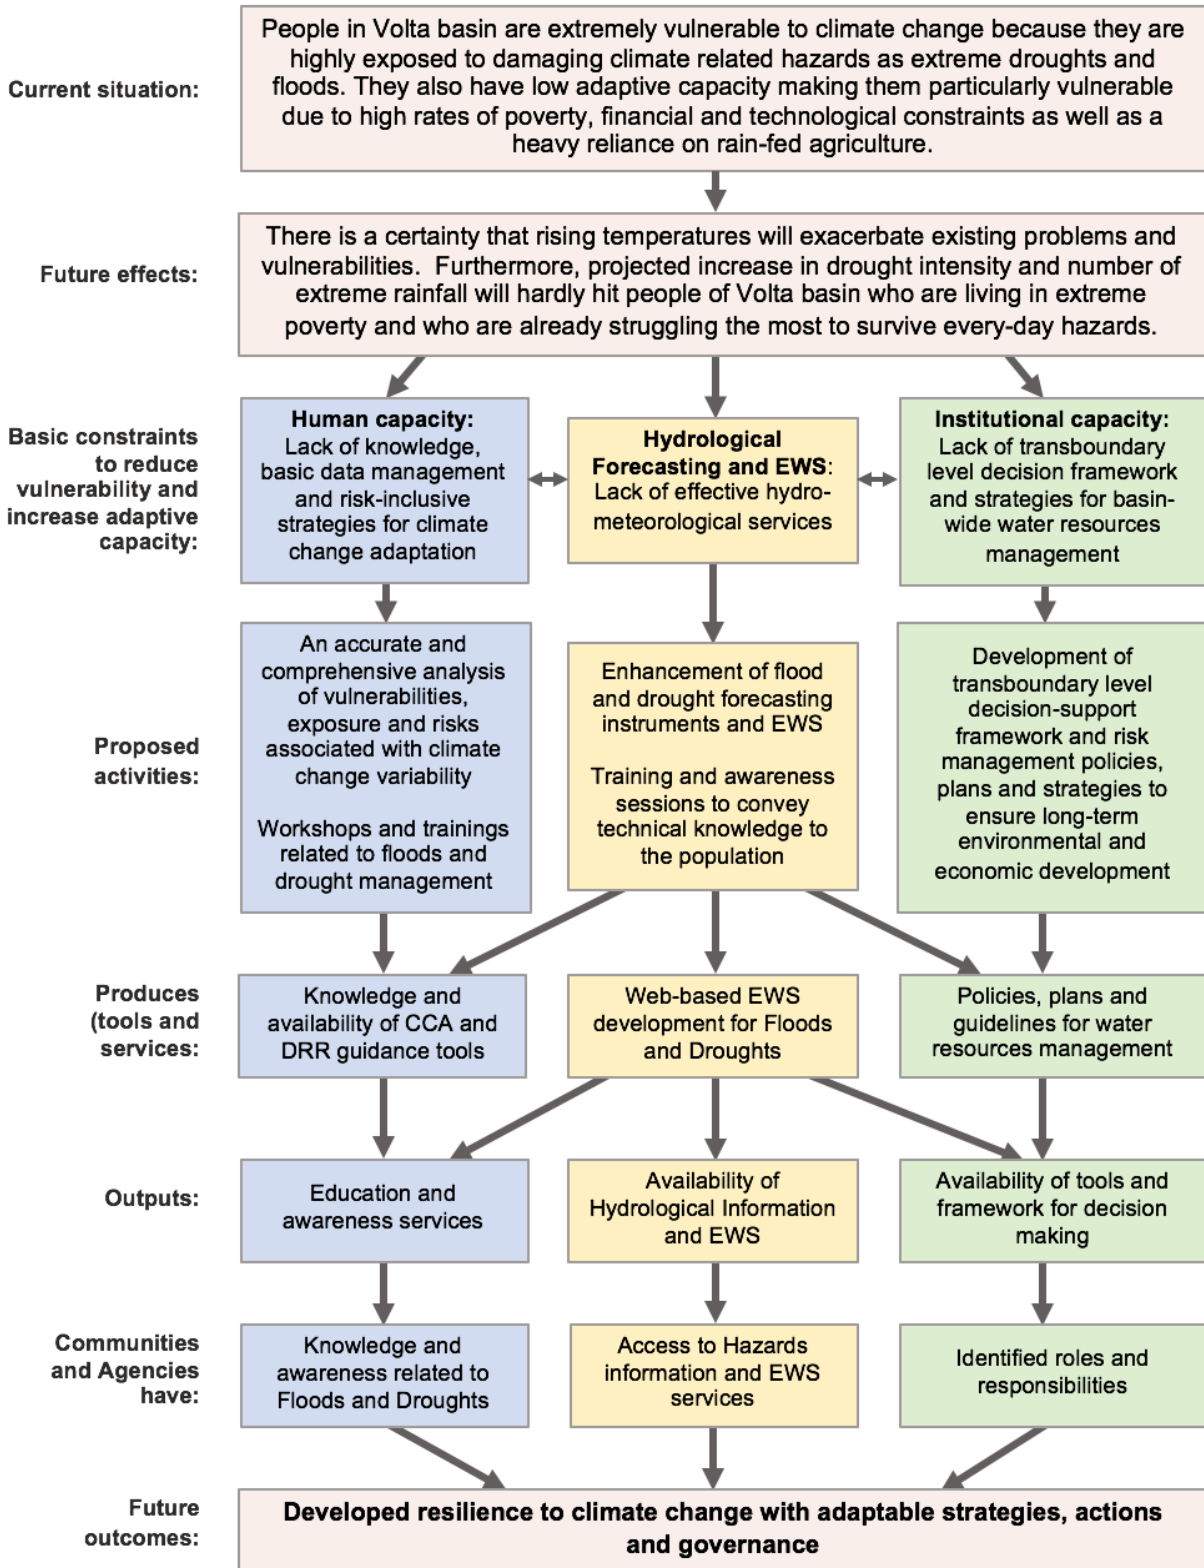 Current situation:
People in Volta basin are extremely vulnerable to climate change because they are
highly exposed to damaging climate related hazards as extreme droughts and
floods. They also have low adaptive capacity making them particularly vulnerable
due to high rates of poverty, financial and technological constraints as well as a
heavy reliance on rain-fed agriculture.
Future effects:
There is a certainty that rising temperatures will exacerbate existing problems and
vulnerabilities. Furthermore, projected increase in drought intensity and number of
extreme rainfall will hardly hit people of Volta basin who are living in extreme
poverty and who are already struggling the most to survive every-day hazards.
Basic constraints
to reduce
vulnerability and
increase adaptive
capacity:
Human capacity:
Lack of knowledge,
basic data management
and risk-inclusive
strategies for climate
change adaptation
Hydrological
Forecasting and EWS:
Lack of effective hydro-
meteorological services
Institutional capacity:
Lack of transboundary
level decision framework
and strategies for basin-
wide water resources
management
Proposed
activities:
An accurate and
comprehensive analysis
of vulnerabilities,
exposure and risks
associated with climate
change variability
Workshops and trainings
related to floods and
drought management
Enhancement of flood
and drought forecasting
instruments and EWS
Training and awareness
sessions to convey
technical knowledge to
the population
Development of
transboundary level
decision-support
framework and risk
management policies,
plans and strategies to
ensure long-term
environmental and
economic development
Produces
(tools and
services:
Knowledge and
availability of CCA and
DRR guidance tools
Web-based EWS
development for Floods
and Droughts
Policies, plans and
guidelines for water
resources management
Outputs:
Education and
awareness services
Availability of
Hydrological Information
and EWS
Availability of tools and
framework for decision
making
Communities
and Agencies
have:
Knowledge and
awareness related to
Floods and Droughts
Access to Hazards
information and EWS
services
Identified roles and
responsibilities
Future
outcomes:
Developed resilience to climate change with adaptable strategies, actions
and governance